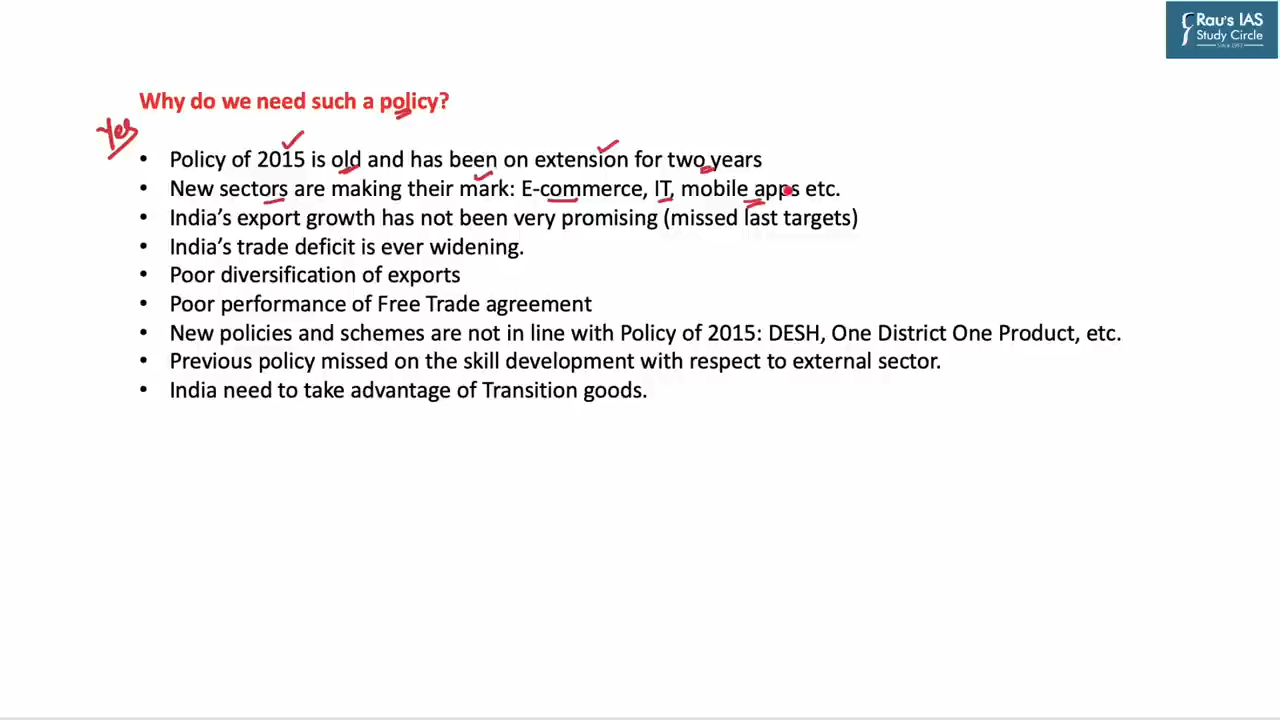 Rau's IAS
Study Circle
Since 1953
Why do we need such a policy?
Yes
• Policy of 2015 is old and has been on extension for two years
• New sectors are making their mark: E-commerce, IT, mobile apps etc.
• India's export growth has not been very promising (missed last targets)
• India's trade deficit is ever widening.
• Poor diversification of exports
• Poor performance of Free Trade agreement
• New policies and schemes are not in line with Policy of 2015: DESH, One District One Product, etc.
• Previous policy missed on the skill development with respect to external sector.
• India need to take advantage of Transition goods.